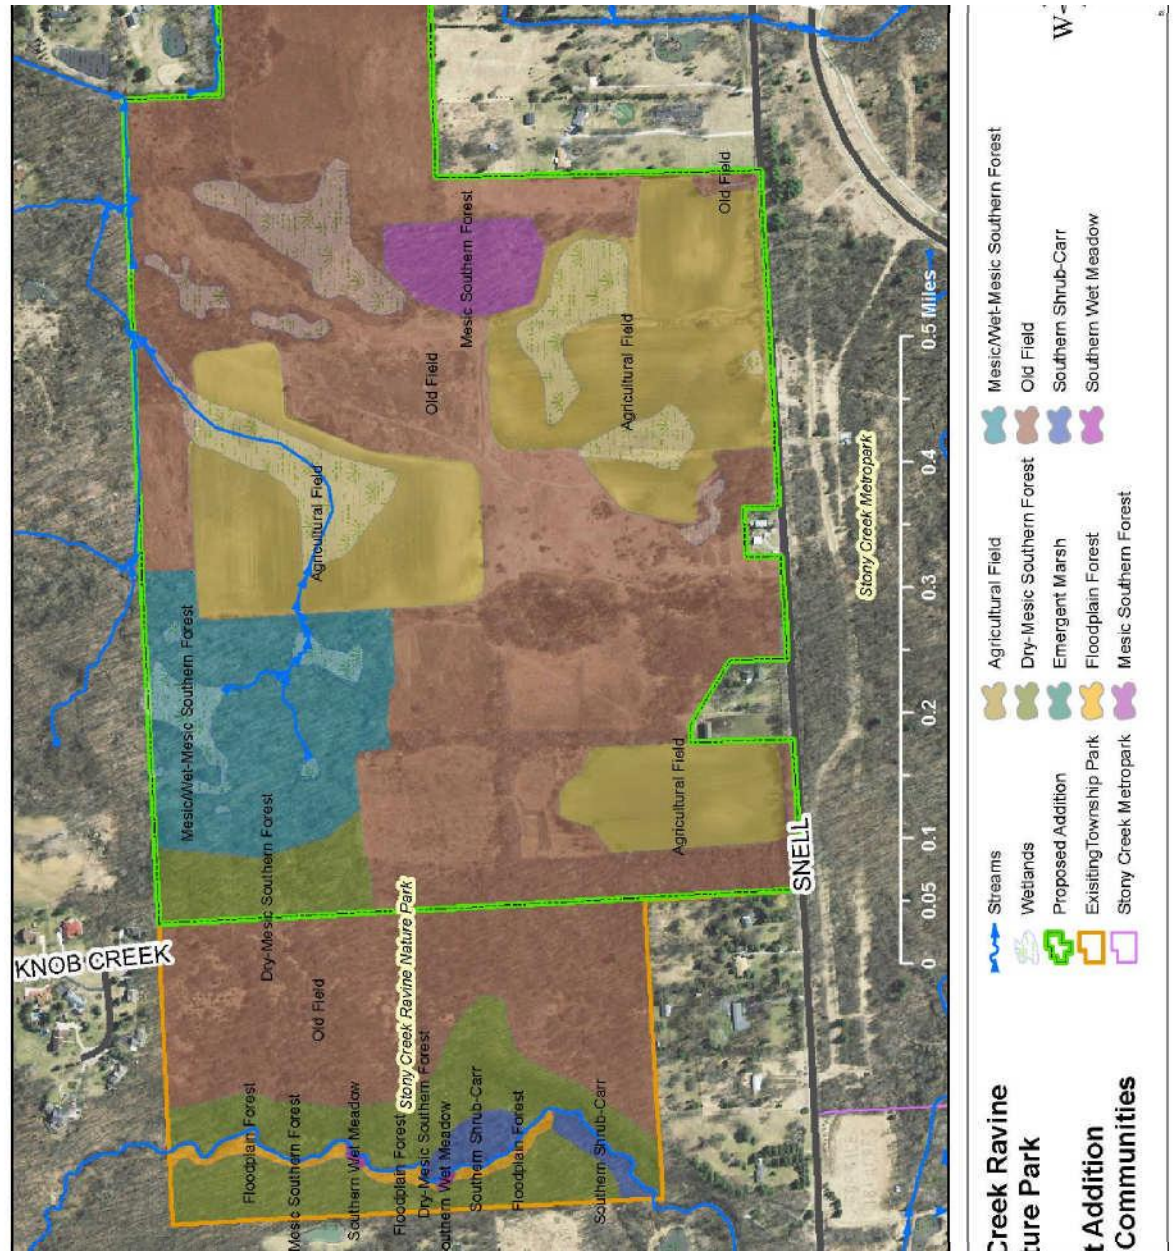 KNOB CREEK
Mesic/Wet-Mesic Southern Forest
Floodplain Forest
Dry-Mesic Southern Forest
Mesic Southern Forest
Old Field
Agricultural Field
Southern Wet Meadow
Floodplain Forest
Stony Creek Ravine Nature Park
Dry-Mesic Southern Forest
Old Field
outhern Wet Meadow
Mesic Southern Forest
Southern Shrub-Carr
Floodplain Forest
Southern Shrub-Carr
Agricultural Field
Agricultural Field
Old Field
SNELL
Stony Creek Metropark
0 0.05 0.1 0.2 0.3 0.4 0.5 Miles
Creek Ravine
ture Park
t Addition
Communities
Streams
Wetlands
Proposed Addition
ExisitingTownship Park
Stony Creek Metropark
Agricultural Field
Dry-Mesic Southern Forest
Emergent Marsh
Floodplain Forest
Mesic Southern Forest
Mesic/Wet-Mesic Southern Forest
Old Field
Southern Shrub-Carr
Southern Wet Meadow
W